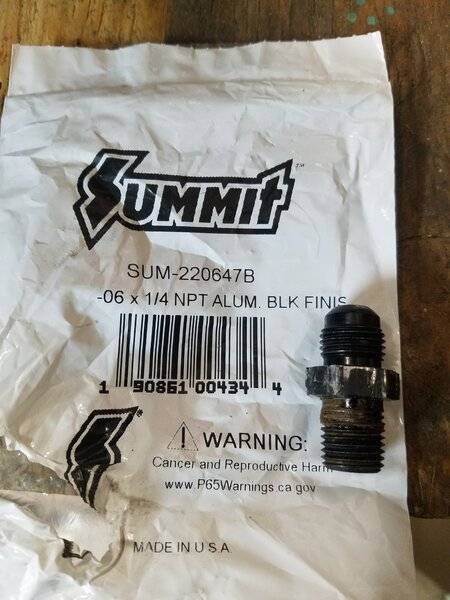 SUMMIT
TM
SUM-220647B
-06 x 1/4 NPT ALUM. BLK FINIS
1 90861 00434 4
®
WARNING:
Cancer and Reproductive Harm
www.P65Warnings.ca.gov
MADE IN U.S.A.